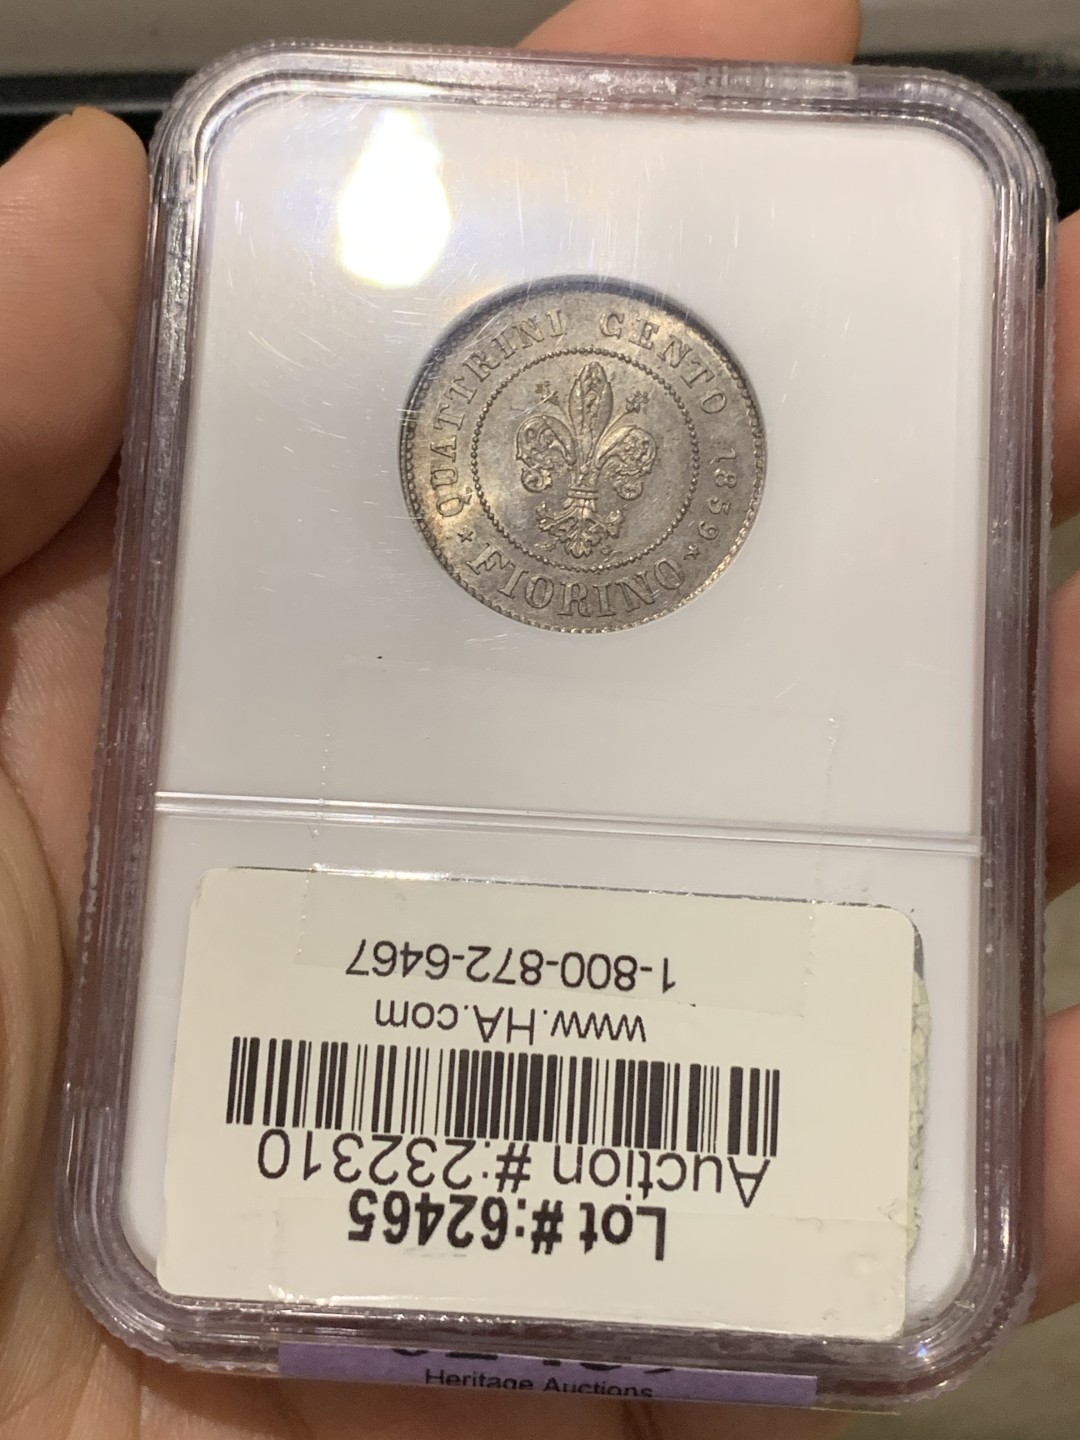 QUATTRINI CENTO 1859
* FIORINO *
Lot #:62465
Auction #:232310
www.HA.com
1-800-872-6467
Heritage Auctions